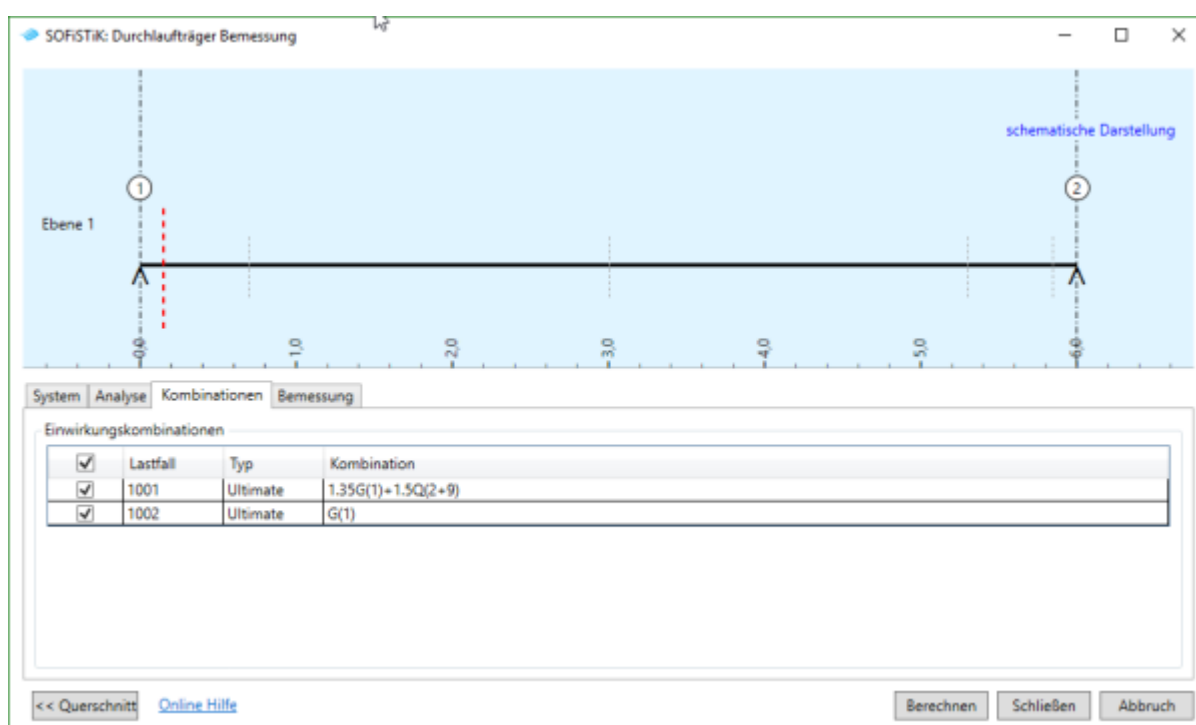 SOFiSTiK: Durchlaufträger Bemessung
schematische Darstellung
1
2
Ebene 1
0,0
1,0
2,0
3,0
4,0
5,0
6,0
System Analyse Kombinationen Bemessung
Einwirkungskombinationen
Lastfall Typ Kombination
1001 Ultimate 1.35G(1)+1.5Q(2+9)
1002 Ultimate G(1)
<< Querschnitt Online Hilfe Berechnen Schließen Abbruch